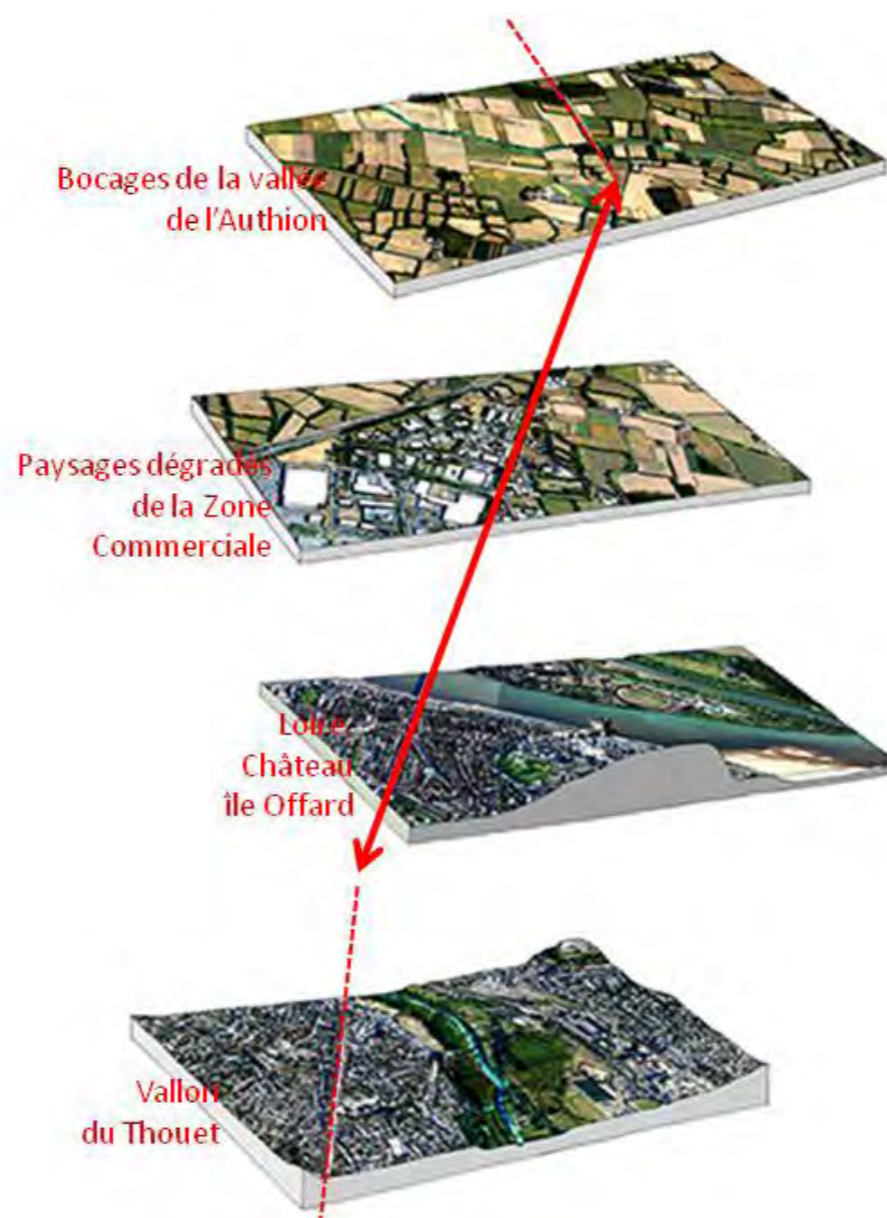 Bocages de la vallée
de l'Authion
Paysages dégradés
de la Zone
Commerciale
Loire,
Château
île Offard
Vallon
du Thouet